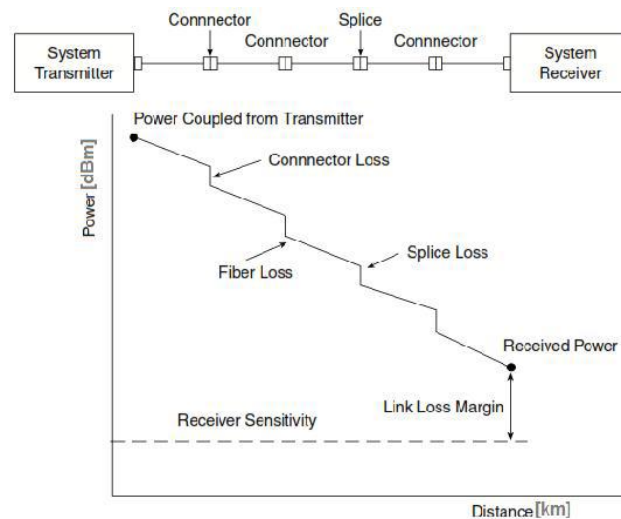 Connnector
Splice
Connnector
Connnector
System
Transmitter
System
Receiver
Power Coupled from Transmitter
Connnector Loss
Power [dBm]
Splice Loss
Fiber Loss
Received Power
Link Loss Margin
Receiver Sensitivity
Distance [km]